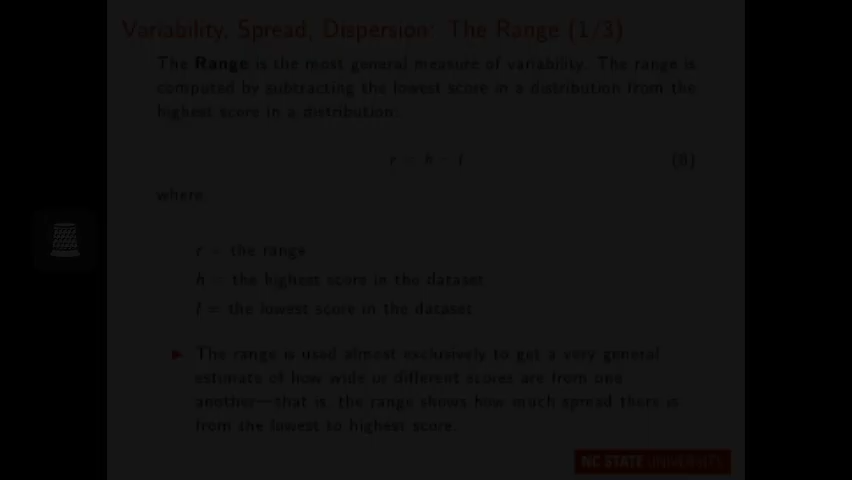 Variability, Spread, Dispersion: The Range (1/3)
The Range is the most general measure of variability. The range is
computed by subtracting the lowest score in a distribution from the
highest score in a distribution.
r = h − l (8)
where
r = the range
h = the highest score in the dataset
l = the lowest score in the dataset
▶ The range is used almost exclusively to get a very general
estimate of how wide or different scores are from one
another—that is, the range shows how much spread there is
from the lowest to highest score.
NC STATE UNIVERSITY